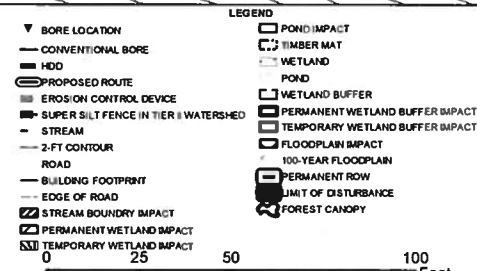 LEGEND
BORE LOCATION
CONVENTIONAL BORE
HDD
PROPOSED ROUTE
EROSION CONTROL DEVICE
SUPER SILT FENCE IN TIER II WATERSHED
STREAM
2-FT CONTOUR
ROAD
BUILDING FOOTPRINT
EDGE OF ROAD
STREAM BOUNDRY IMPACT
PERMANENT WETLAND IMPACT
TEMPORARY WETLAND IMPACT
POND IMPACT
TIMBER MAT
WETLAND
POND
WETLAND BUFFER
PERMANENT WETLAND BUFFER IMPACT
TEMPORARY WETLAND BUFFER IMPACT
FLOODPLAIN IMPACT
100-YEAR FLOODPLAIN
PERMANENT ROW
LIMIT OF DISTURBANCE
FOREST CANOPY
0 25 50 100
Feet